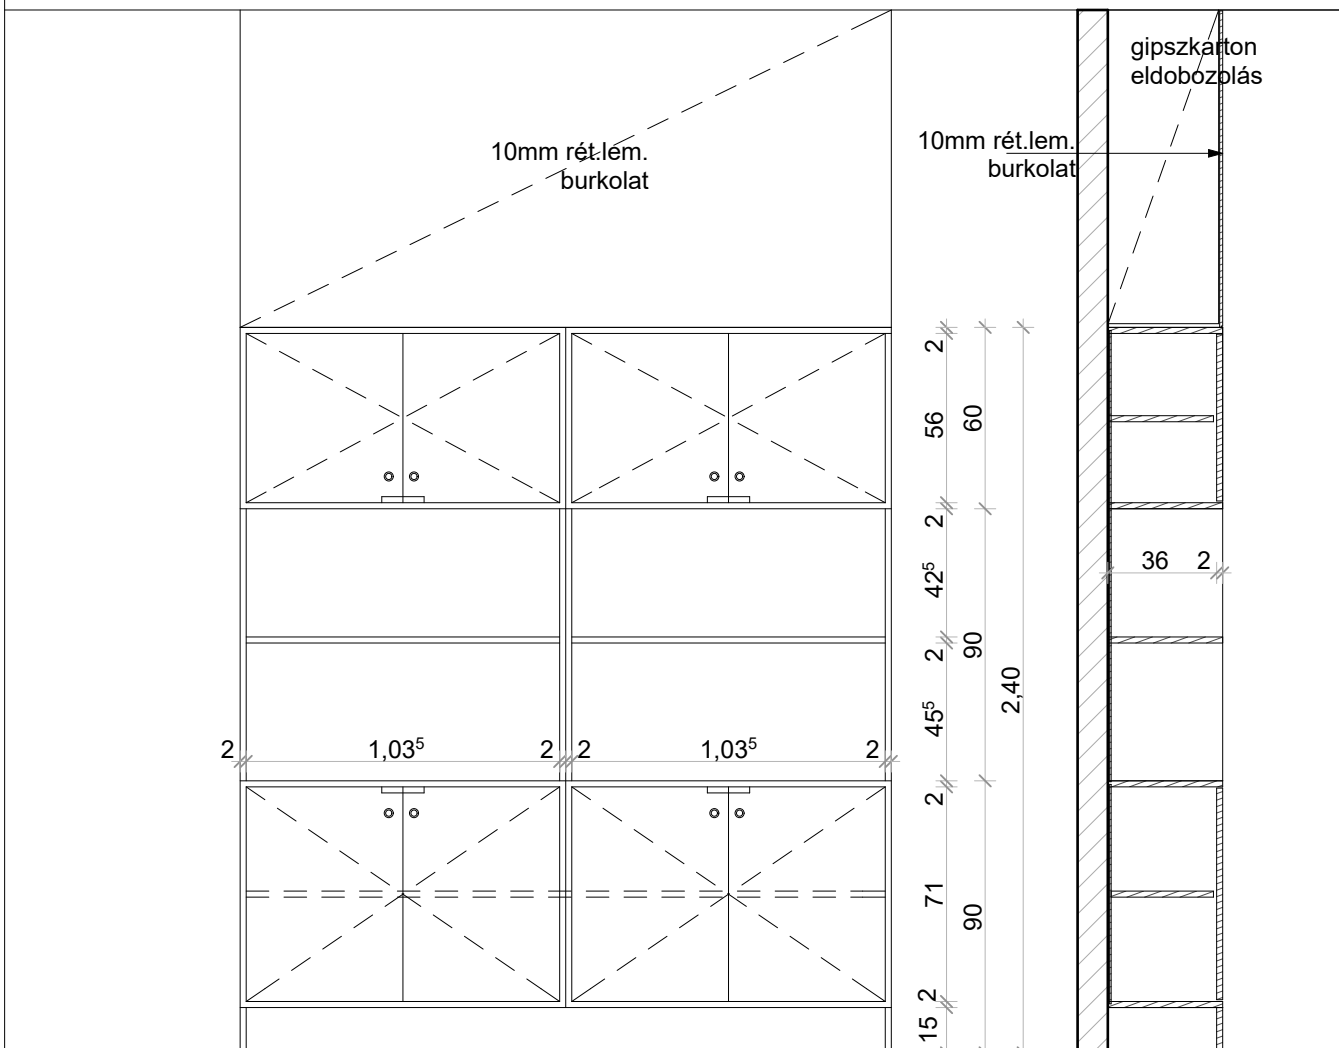 gipszkarton
eldobozolás
10mm rét.lem.
burkolat
10mm rét.lem.
burkolat
2
56
60
2
42⁵
36 2
2
90
45⁵
2,40
2 1,03⁵ 2 2 1,03⁵ 2
2
71
90
2
15